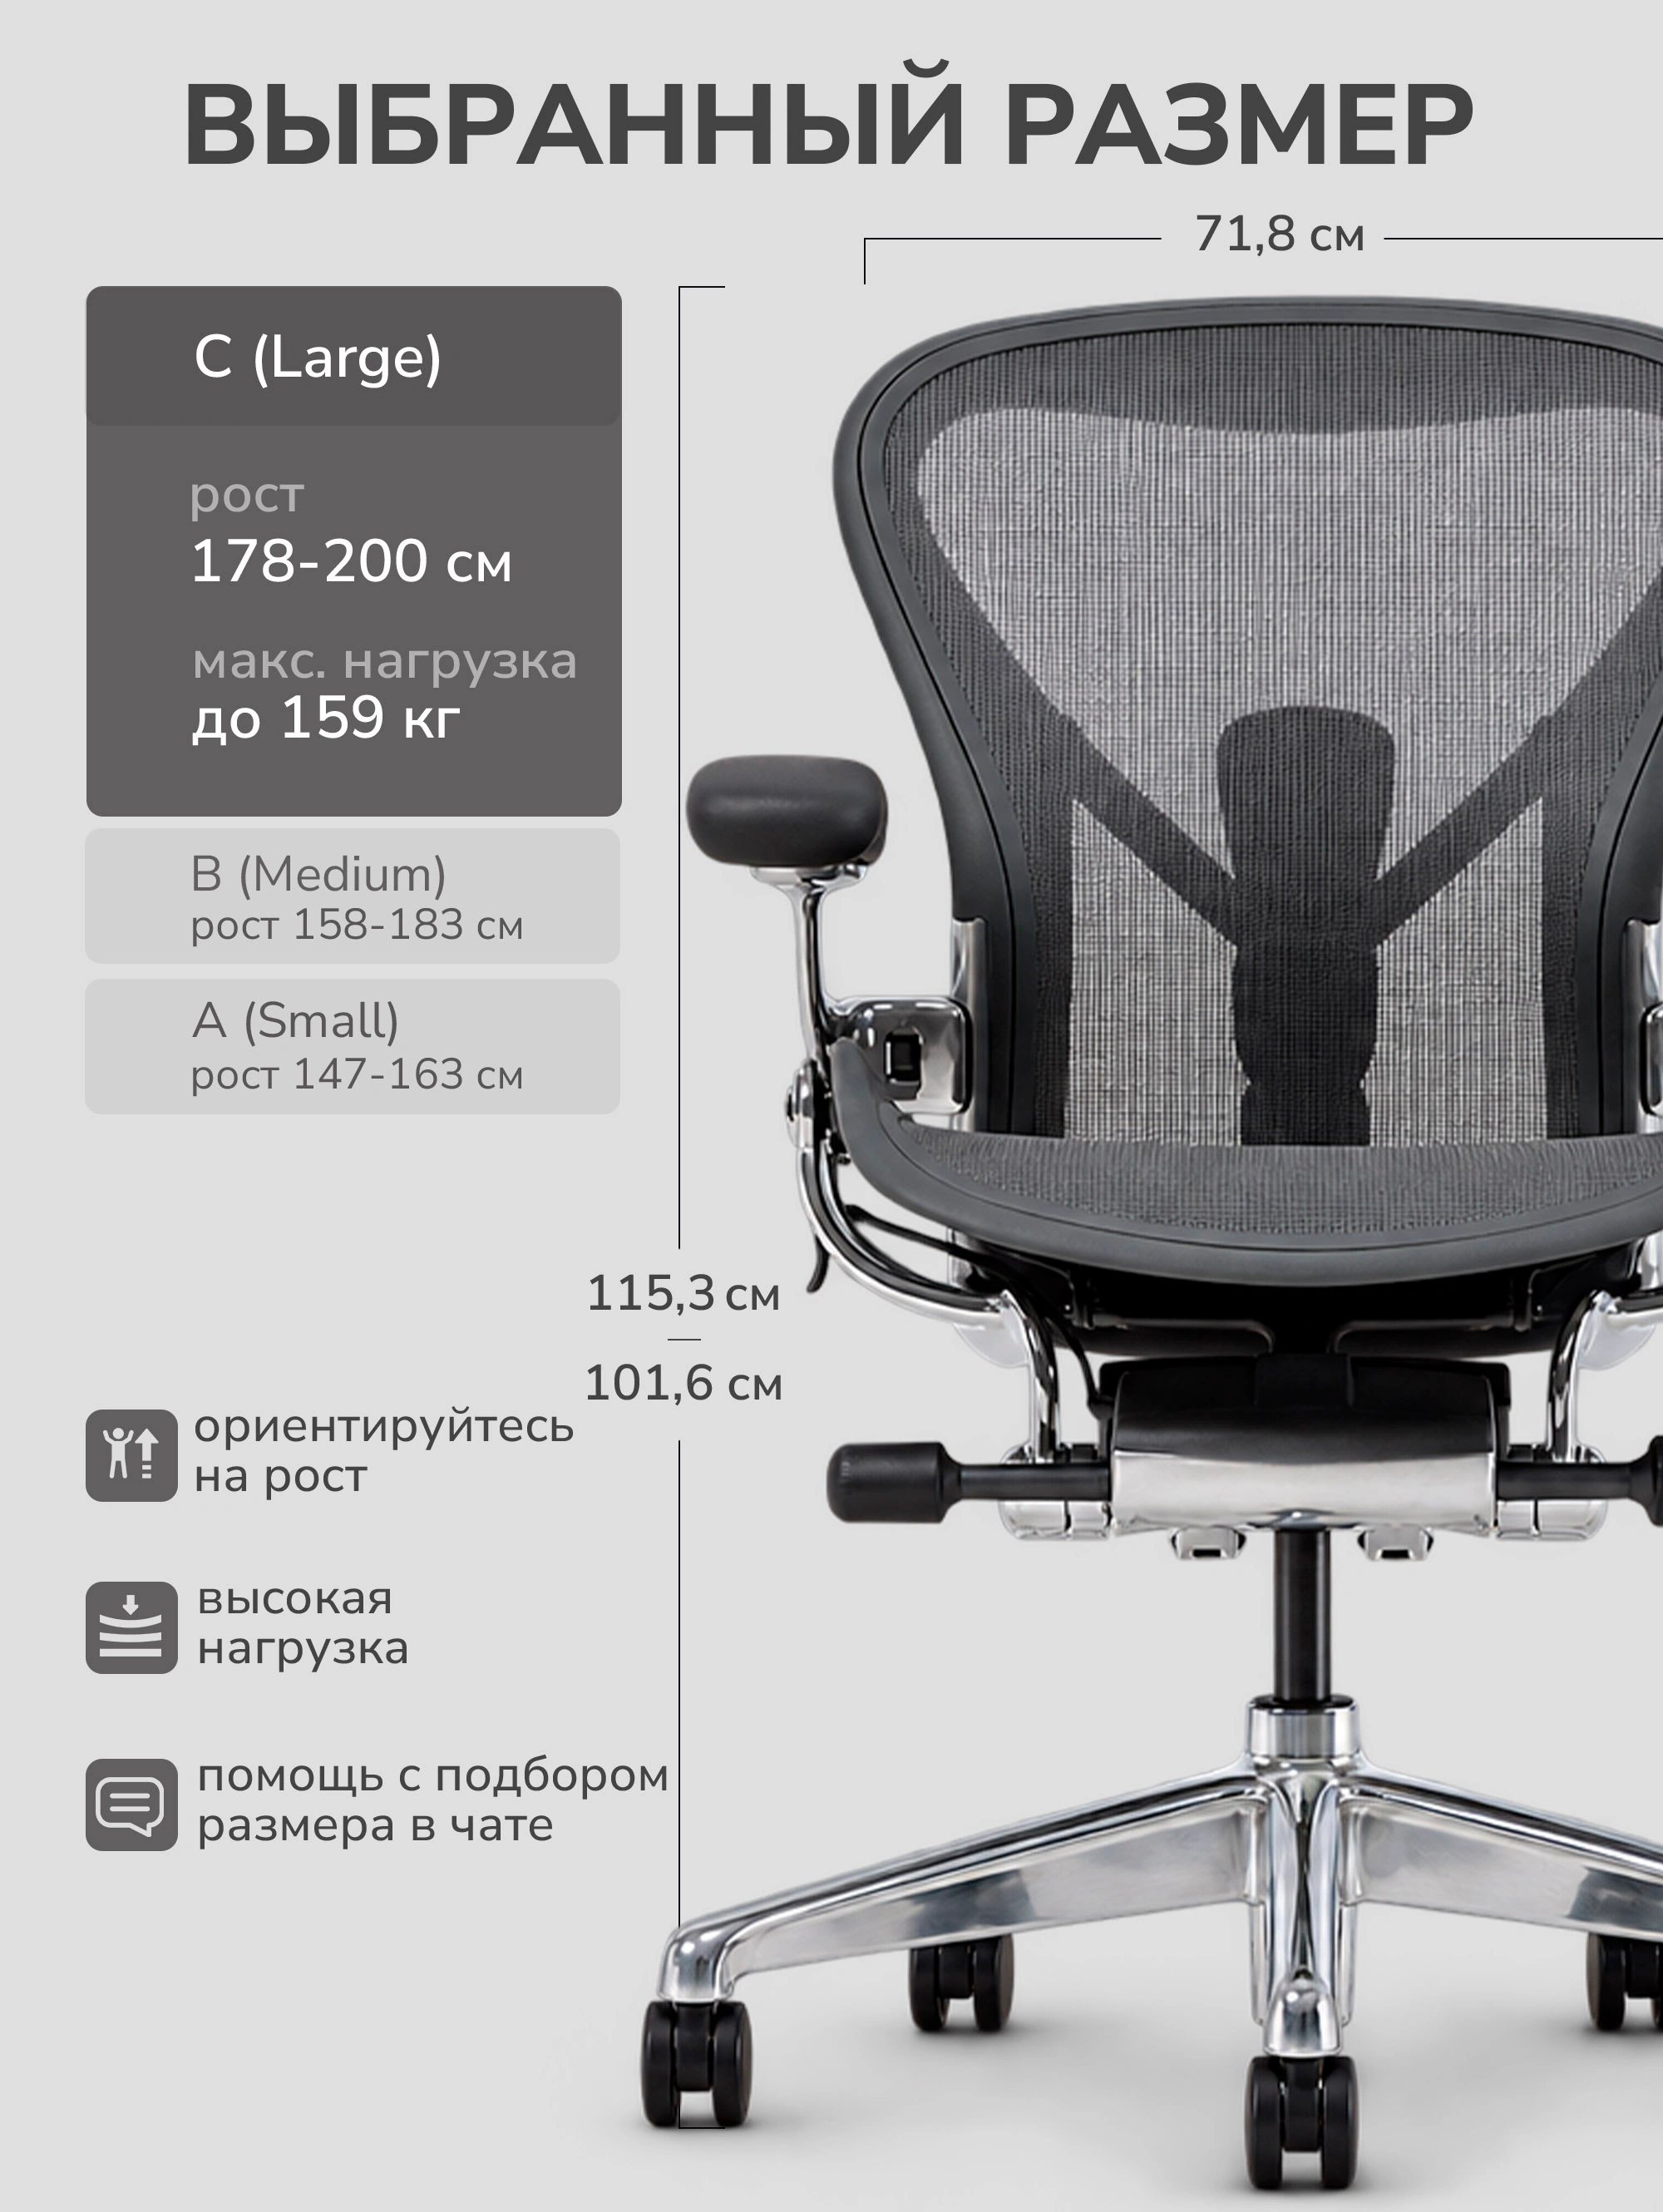 ВЫБРАННЫЙ РАЗМЕР
71,8 см
C (Large)
рост
178-200 см
макс. нагрузка
до 159 кг
B (Medium)
рост 158-183 см
A (Small)
рост 147-163 см
115,3 см
—
101,6 см
ориентируйтесь
на рост
высокая
нагрузка
помощь с подбором
размера в чате